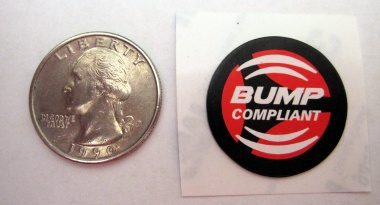 LIBERTY
IN GOD WE
TRUST
BUMP
COMPLIANT